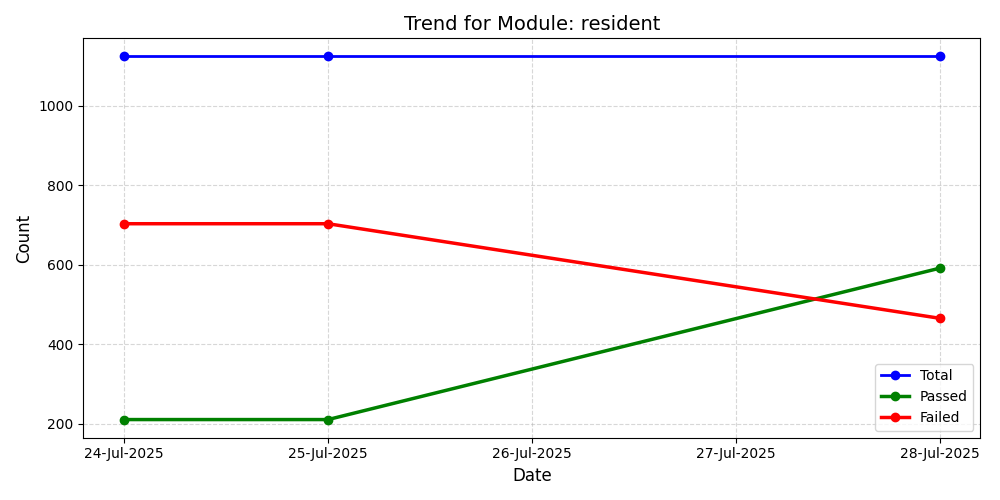 Trend for Module: resident
Count
1000
800
600
400
200
Total
Passed
Failed
24-Jul-2025 25-Jul-2025 26-Jul-2025 27-Jul-2025 28-Jul-2025
Date